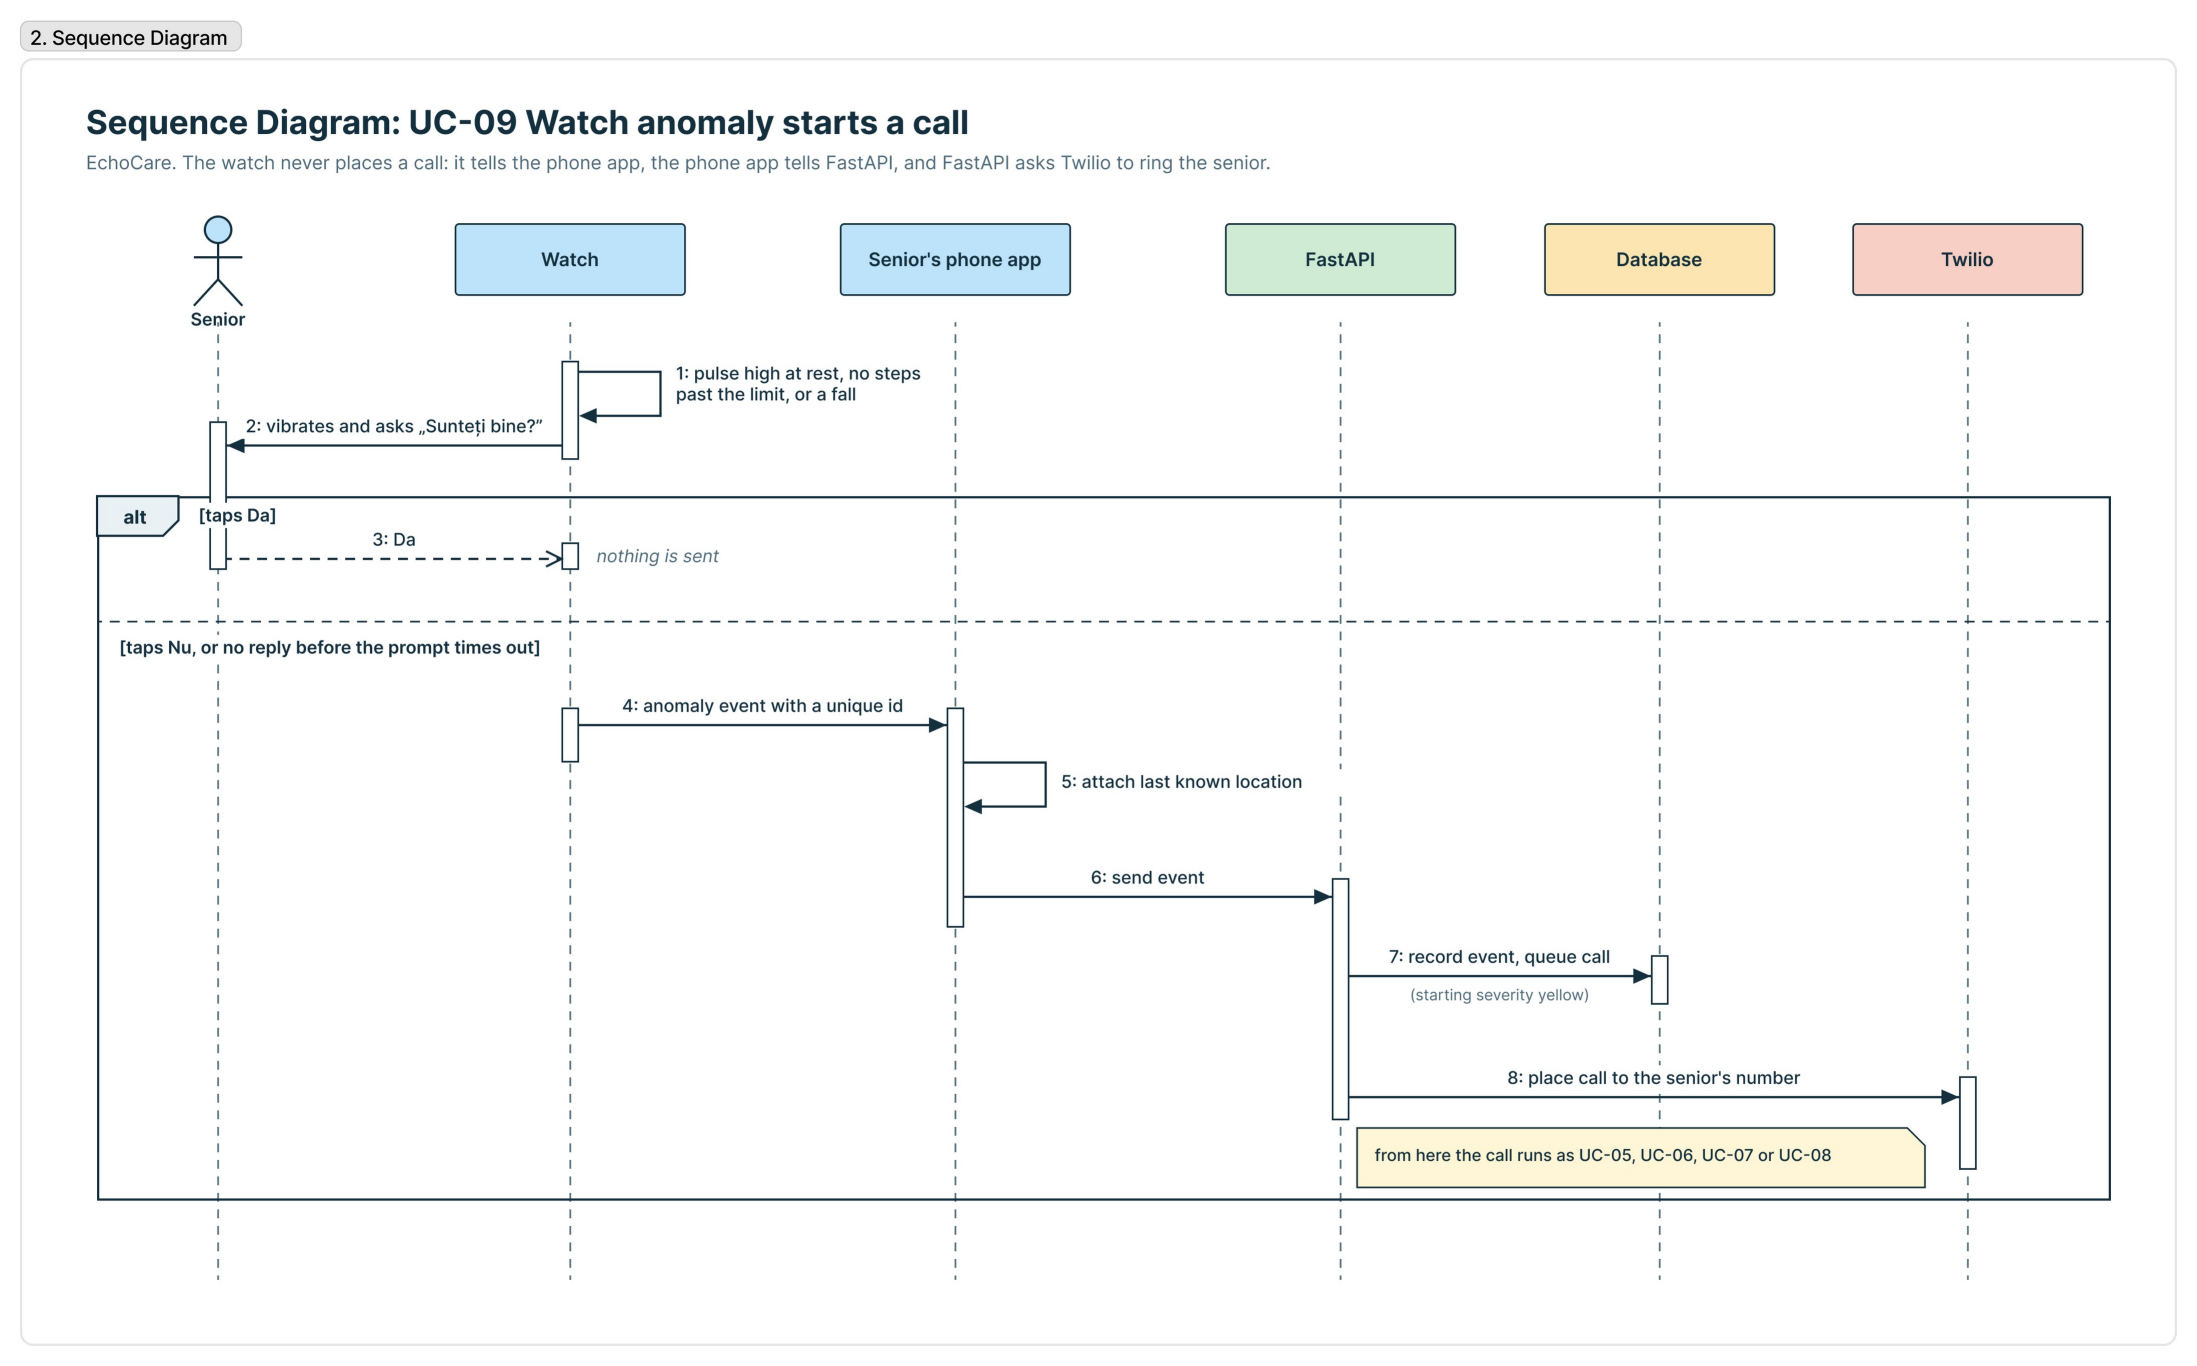 2. Sequence Diagram
Sequence Diagram: UC-09 Watch anomaly starts a call
EchoCare. The watch never places a call: it tells the phone app, the phone app tells FastAPI, and FastAPI asks Twilio to ring the senior.
Senior
Watch
Senior's phone app
FastAPI
Database
Twilio
1: pulse high at rest, no steps
past the limit, or a fall
2: vibrates and asks „Sunteți bine?”
alt
[taps Da]
3: Da
nothing is sent
[taps Nu, or no reply before the prompt times out]
4: anomaly event with a unique id
5: attach last known location
6: send event
7: record event, queue call
(starting severity yellow)
8: place call to the senior's number
from here the call runs as UC-05, UC-06, UC-07 or UC-08